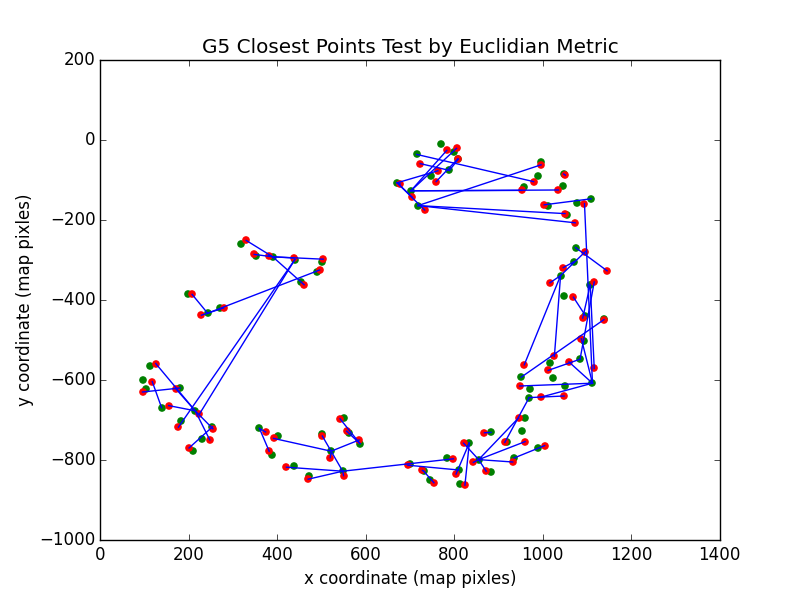 G5 Closest Points Test by Euclidian Metric
200
0
−200
−400
−600
−800
−1000
y coordinate (map pixles)
0 200 400 600 800 1000 1200 1400
x coordinate (map pixles)